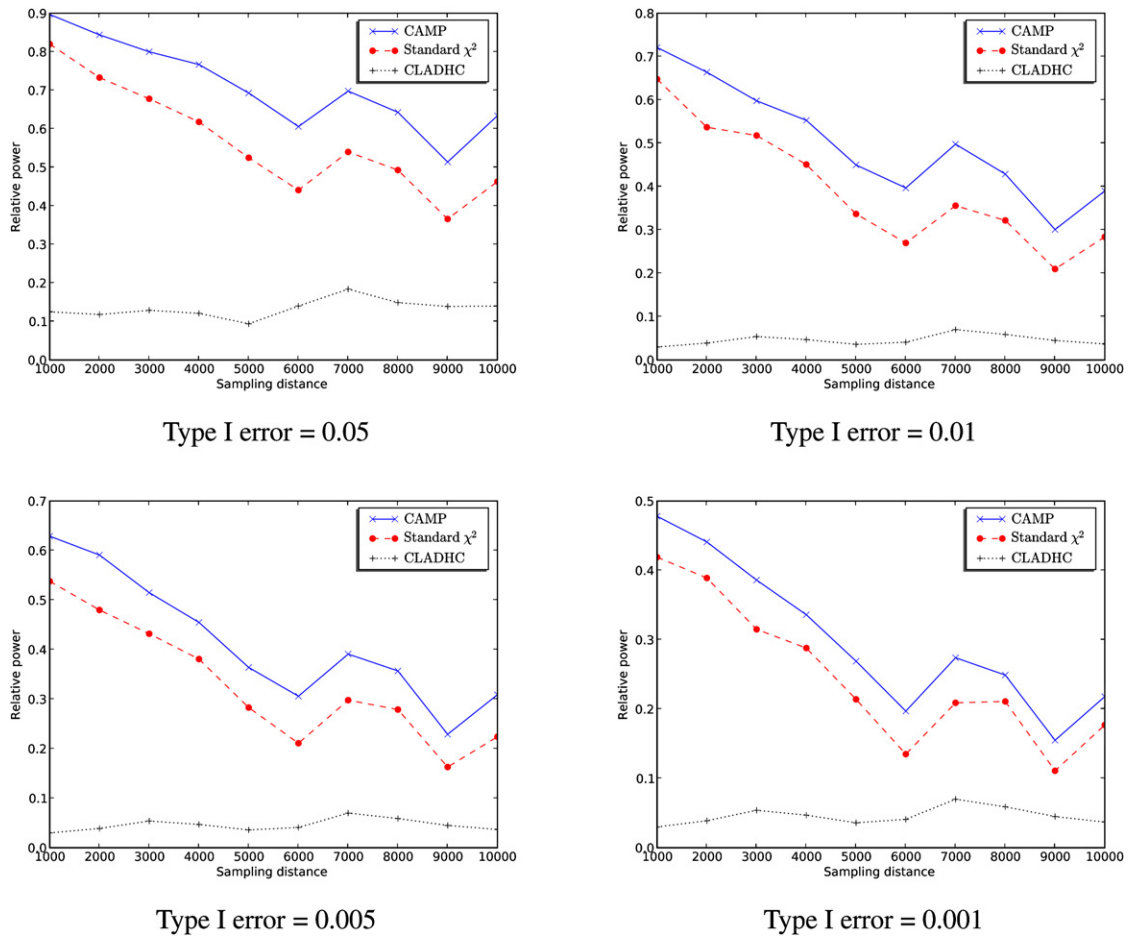 0.9
0.8
0.7
0.6
0.5
0.4
0.3
0.2
0.1
0.0
Relative power
CAMP
Standard χ²
CLADHC
1000 2000 3000 4000 5000 6000 7000 8000 9000 10000
Sampling distance
Type I error = 0.05
0.8
0.7
0.6
0.5
0.4
0.3
0.2
0.1
0.0
Relative power
CAMP
Standard χ²
CLADHC
1000 2000 3000 4000 5000 6000 7000 8000 9000 10000
Sampling distance
Type I error = 0.01
0.7
0.6
0.5
0.4
0.3
0.2
0.1
0.0
Relative power
CAMP
Standard χ²
CLADHC
1000 2000 3000 4000 5000 6000 7000 8000 9000 10000
Sampling distance
Type I error = 0.005
0.5
0.4
0.3
0.2
0.1
0.0
Relative power
CAMP
Standard χ²
CLADHC
1000 2000 3000 4000 5000 6000 7000 8000 9000 10000
Sampling distance
Type I error = 0.001